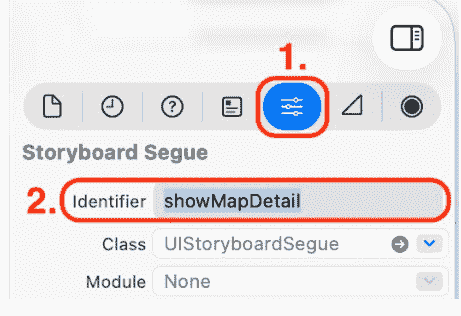 1.
Storyboard Segue
2. Identifier showMapDetail
Class UIStoryboardSegue
Module None